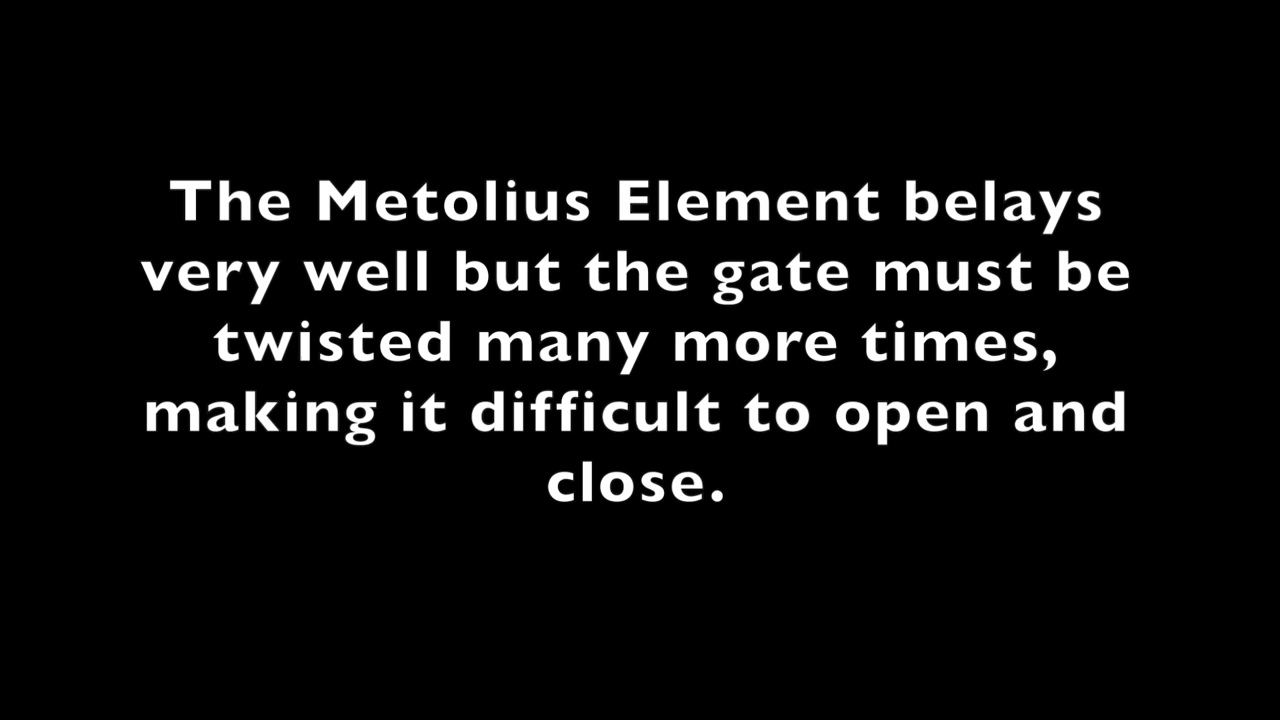 The Metolius Element belays
very well but the gate must be
twisted many more times,
making it difficult to open and
close.